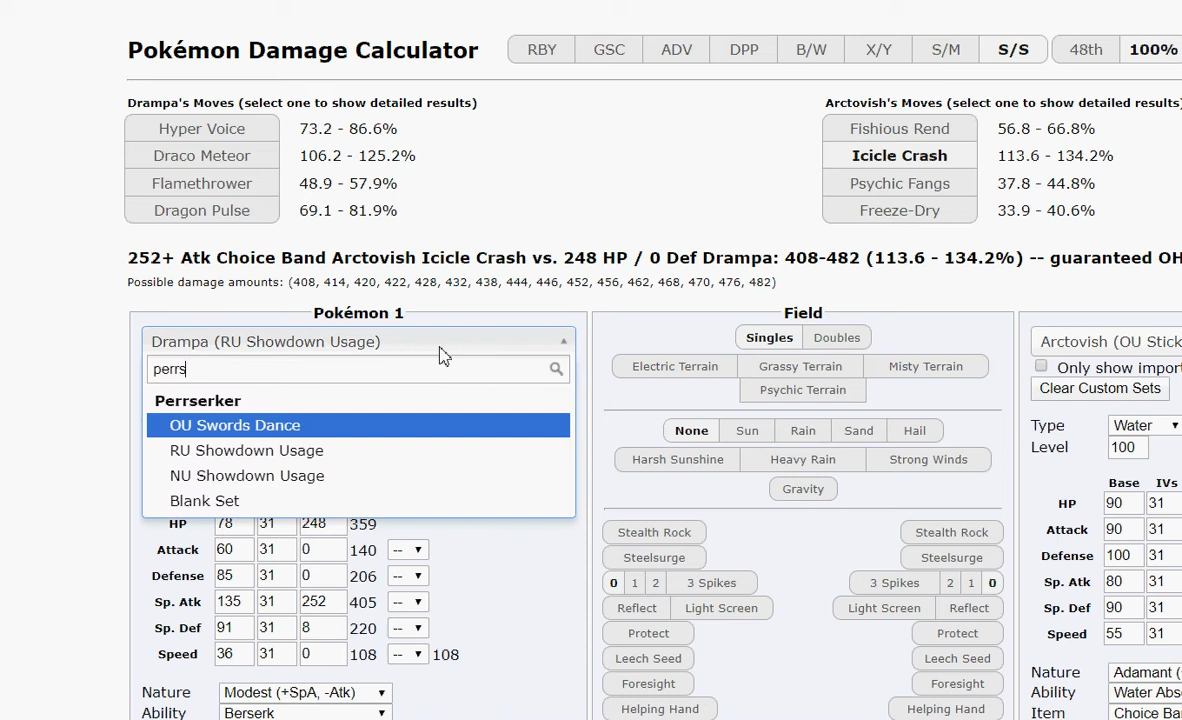 Pokémon Damage Calculator RBY GSC ADV DPP B/W X/Y S/M S/S 48th 100%
Drampa's Moves (select one to show detailed results) Arctovish's Moves (select one to show detailed results)
Hyper Voice 73.2 - 86.6% Fishious Rend 56.8 - 66.8%
Draco Meteor 106.2 - 125.2% Icicle Crash 113.6 - 134.2%
Flamethrower 48.9 - 57.9% Psychic Fangs 37.8 - 44.8%
Dragon Pulse 69.1 - 81.9% Freeze-Dry 33.9 - 40.6%
252+ Atk Choice Band Arctovish Icicle Crash vs. 248 HP / 0 Def Drampa: 408-482 (113.6 - 134.2%) -- guaranteed OH
Possible damage amounts: (408, 414, 420, 422, 428, 432, 438, 444, 446, 452, 456, 462, 468, 470, 476, 482)
Pokémon 1 Field
Drampa (RU Showdown Usage) Singles Doubles Arctovish (OU Stick
perrs Electric Terrain Grassy Terrain Misty Terrain Only show impor
Psychic Terrain Clear Custom Sets
Perrserker
OU Swords Dance None Sun Rain Sand Hail Type Water
RU Showdown Usage Harsh Sunshine Heavy Rain Strong Winds Level 100
NU Showdown Usage Gravity Base IVs
Blank Set HP 90 31
HP 78 31 248 359 Stealth Rock Stealth Rock Attack 90 31
Attack 60 31 0 140 -- Steelsurge Steelsurge Defense 100 31
Defense 85 31 0 206 -- 0 1 2 3 Spikes 3 Spikes 2 1 0 Sp. Atk 80 31
Sp. Atk 135 31 252 405 -- Reflect Light Screen Light Screen Reflect Sp. Def 90 31
Sp. Def 91 31 8 220 -- Protect Protect Speed 55 31
Speed 36 31 0 108 -- 108 Leech Seed Leech Seed
Nature Modest (+SpA, -Atk) Foresight Foresight Nature Adamant (+
Ability Berserk Helping Hand Helping Hand Ability Water Abs
Item Choice Ba